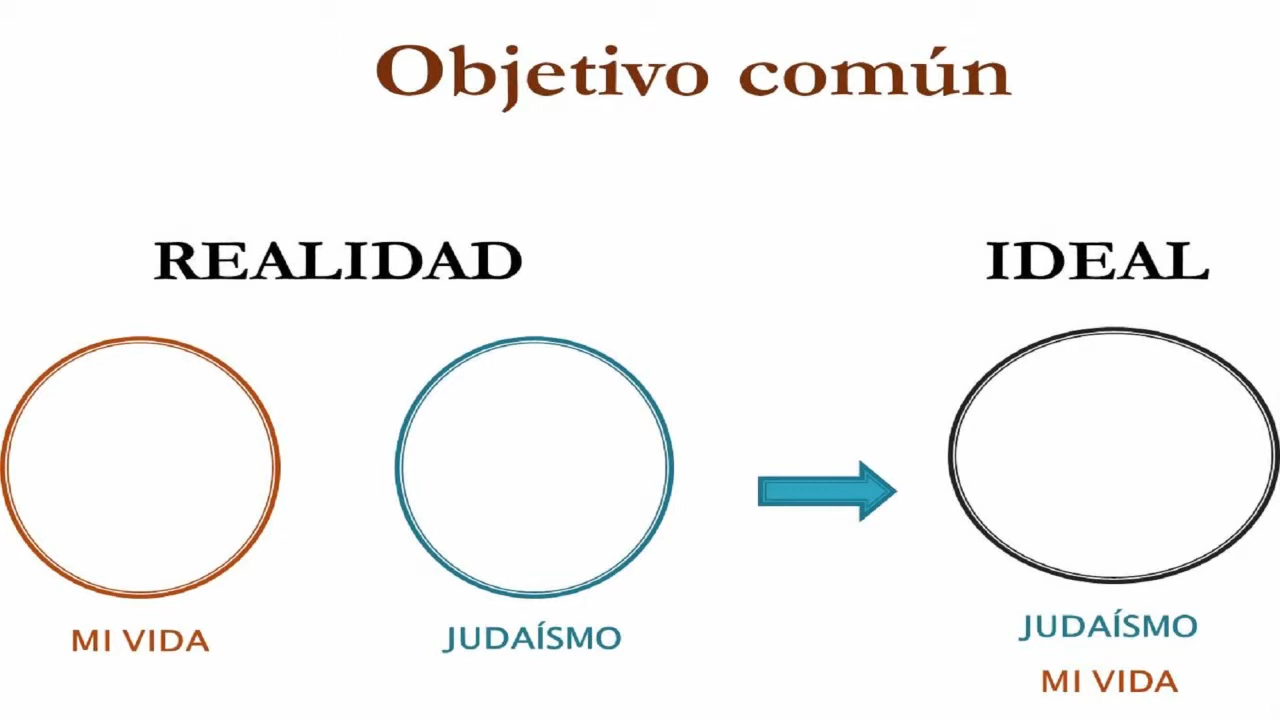 Objetivo común
REALIDAD
IDEAL
MI VIDA
JUDAÍSMO
JUDAÍSMO
MI VIDA